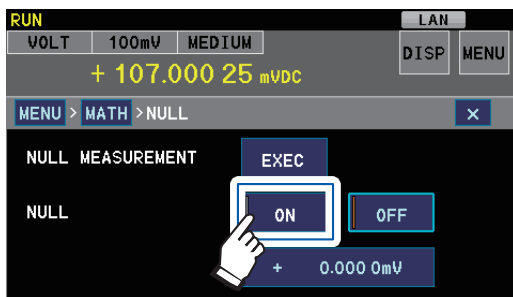 RUN LAN
VOLT 100mV MEDIUM DISP MENU
+ 107.000 25 mVDC
MENU > MATH > NULL ×
NULL MEASUREMENT EXEC
NULL ON OFF
+ 0.000 0mV